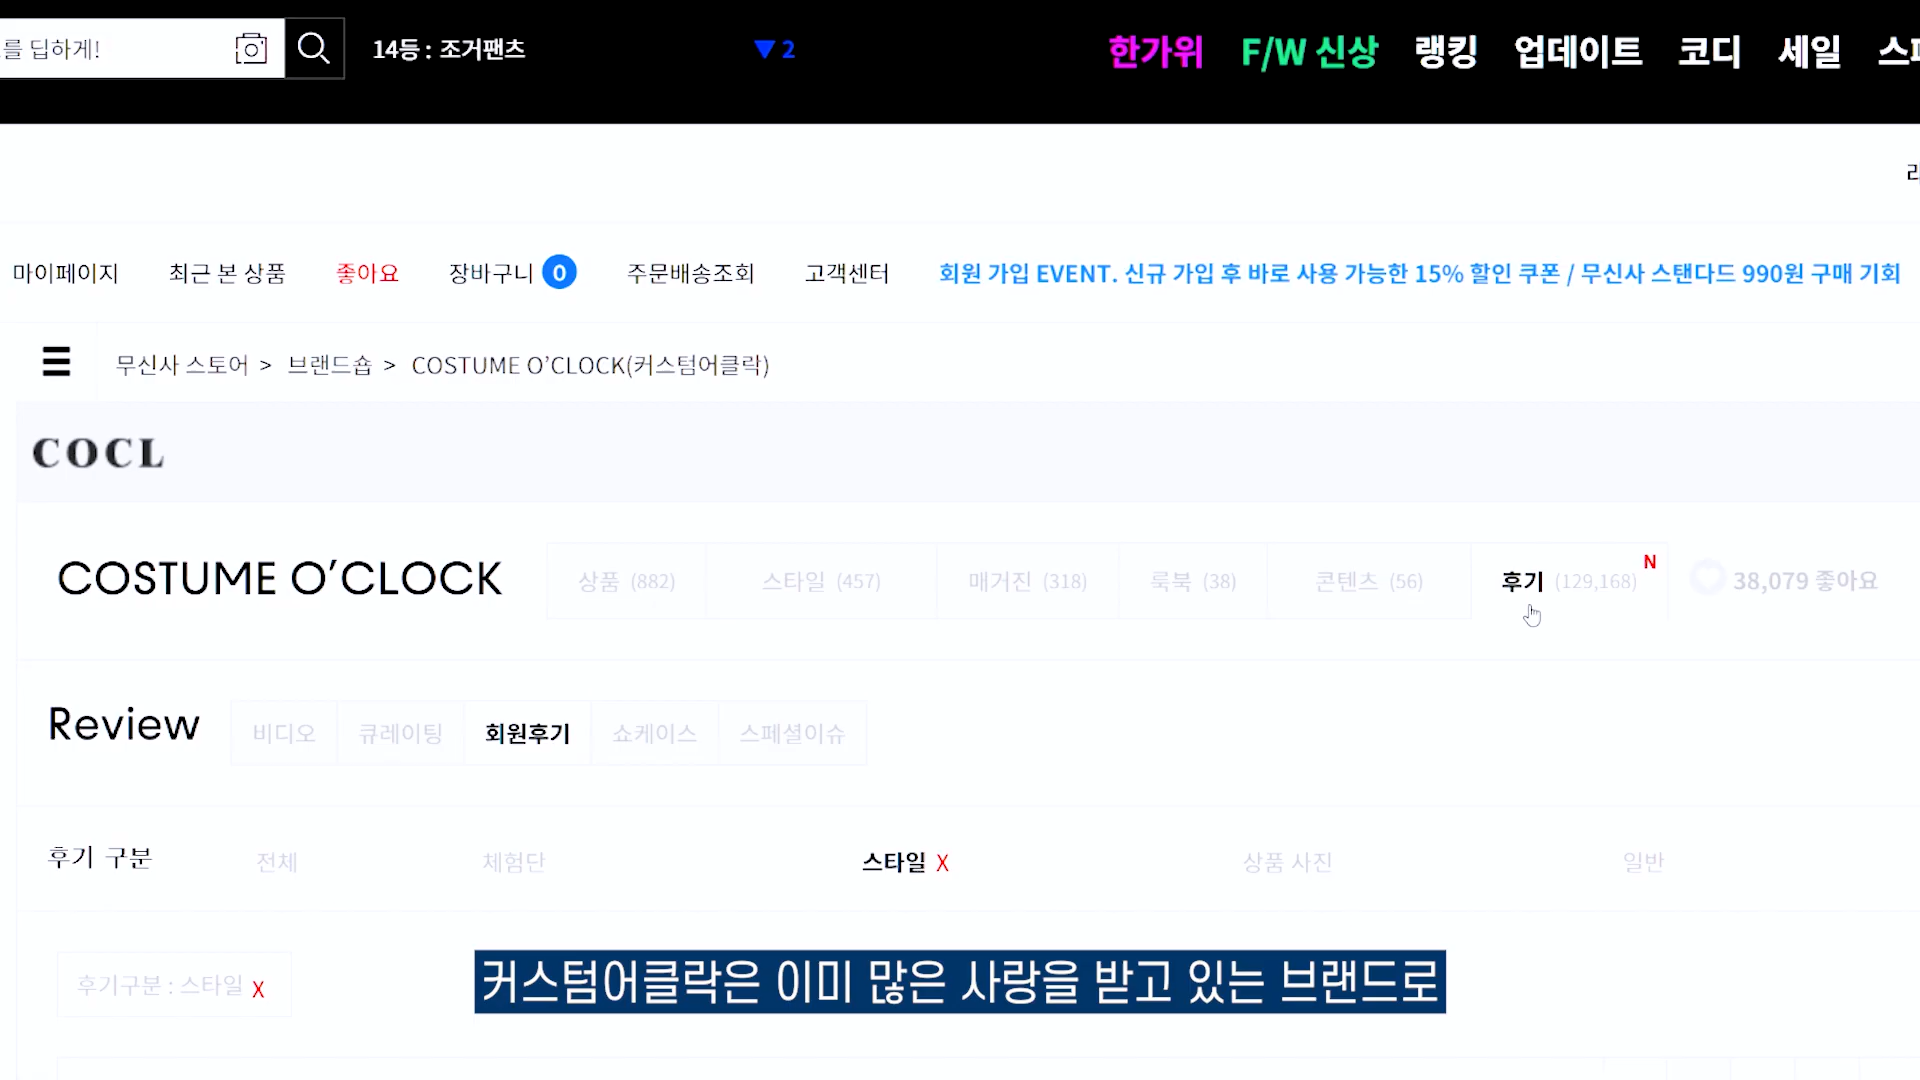 를 딥하게!
14등 : 조거팬츠 ▼ 2
한가위 F/W 신상 랭킹 업데이트 코디 세일
마이페이지 최근 본 상품 좋아요 장바구니 0 주문배송조회 고객센터 회원 가입 EVENT. 신규 가입 후 바로 사용 가능한 15% 할인 쿠폰 / 무신사 스탠다드 990원 구매 기회
무신사 스토어 > 브랜드숍 > COSTUME O’CLOCK(커스텀어클락)
COCL
COSTUME O’CLOCK 상품 (882) 스타일 (457) 매거진 (318) 룩북 (38) 콘텐츠 (56) 후기 (129,168) N 38,079 좋아요
Review 비디오 큐레이팅 회원후기 쇼케이스 스페셜이슈
후기 구분 전체 체험단 스타일 X 상품 사진 일반
후기구분 : 스타일 X
커스텀어클락은 이미 많은 사랑을 받고 있는 브랜드로